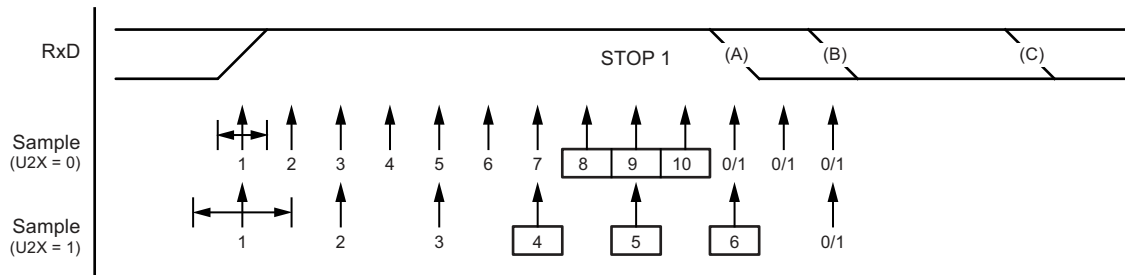 RxD STOP 1 (A) (B) (C)
Sample
(U2X = 0)
1 2 3 4 5 6 7 8 9 10 0/1 0/1 0/1
Sample
(U2X = 1)
1 2 3 4 5 6 0/1